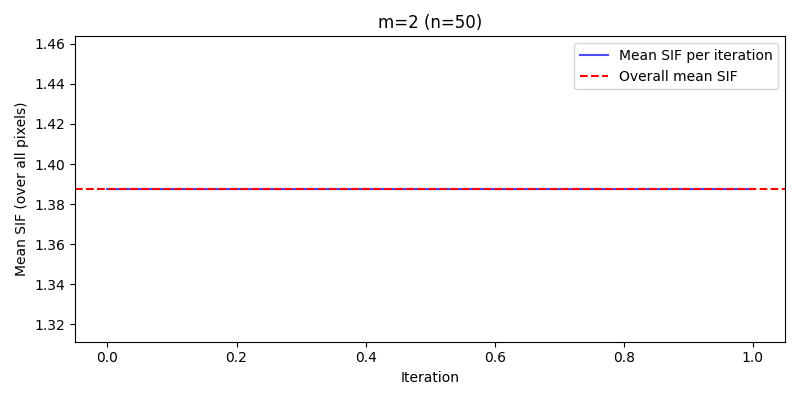 m=2 (n=50)
Mean SIF per iteration
Overall mean SIF
Mean SIF (over all pixels)
1.46
1.44
1.42
1.40
1.38
1.36
1.34
1.32
0.0 0.2 0.4 0.6 0.8 1.0
Iteration